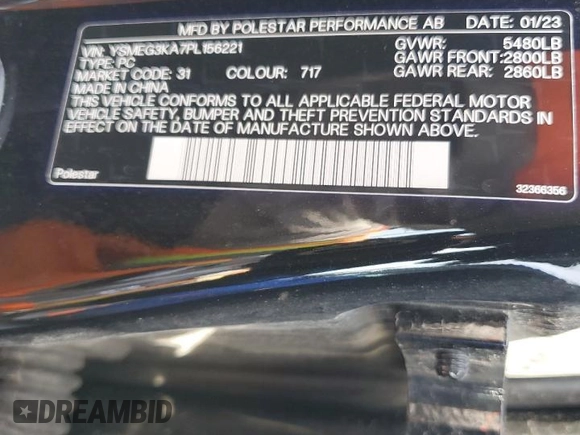 MFD BY POLESTAR PERFORMANCE AB DATE: 01/23
VIN: YSMEG3KA7PL156221 GVWR: 5480LB
TYPE: PC GAWR FRONT:2800LB
MARKET CODE: 31 COLOUR: 717 GAWR REAR: 2860LB
MADE IN CHINA
THIS VEHICLE CONFORMS TO ALL APPLICABLE FEDERAL MOTOR
VEHICLE SAFETY, BUMPER AND THEFT PREVENTION STANDARDS IN
EFFECT ON THE DATE OF MANUFACTURE SHOWN ABOVE.
Polestar 32366356
DREAMBID